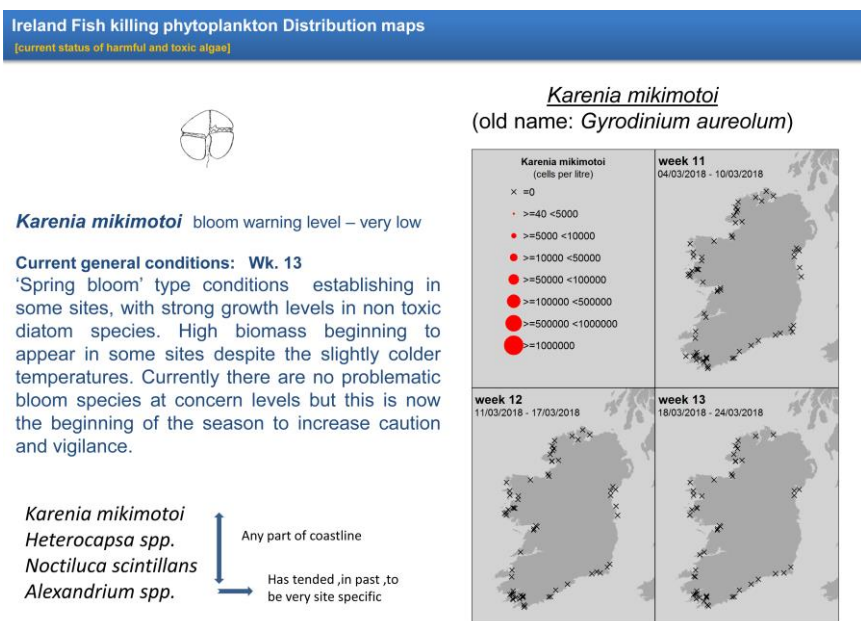 Ireland Fish killing phytoplankton Distribution maps
[current status of harmful and toxic algae]
Karenia mikimotoi bloom warning level – very low
Current general conditions: Wk. 13
‘Spring bloom’ type conditions establishing in
some sites, with strong growth levels in non toxic
diatom species. High biomass beginning to
appear in some sites despite the slightly colder
temperatures. Currently there are no problematic
bloom species at concern levels but this is now
the beginning of the season to increase caution
and vigilance.
Karenia mikimotoi
Heterocapsa spp.
Noctiluca scintillans
Alexandrium spp.
Any part of coastline
Has tended ,in past ,to
be very site specific
Karenia mikimotoi
(old name: Gyrodinium aureolum)
Karenia mikimotoi
(cells per litre)
=0
>=40 <5000
>=5000 <10000
>=10000 <50000
>=50000 <100000
>=100000 <500000
>=500000 <1000000
>=1000000
week 11
04/03/2018 - 10/03/2018
week 12
11/03/2018 - 17/03/2018
week 13
18/03/2018 - 24/03/2018